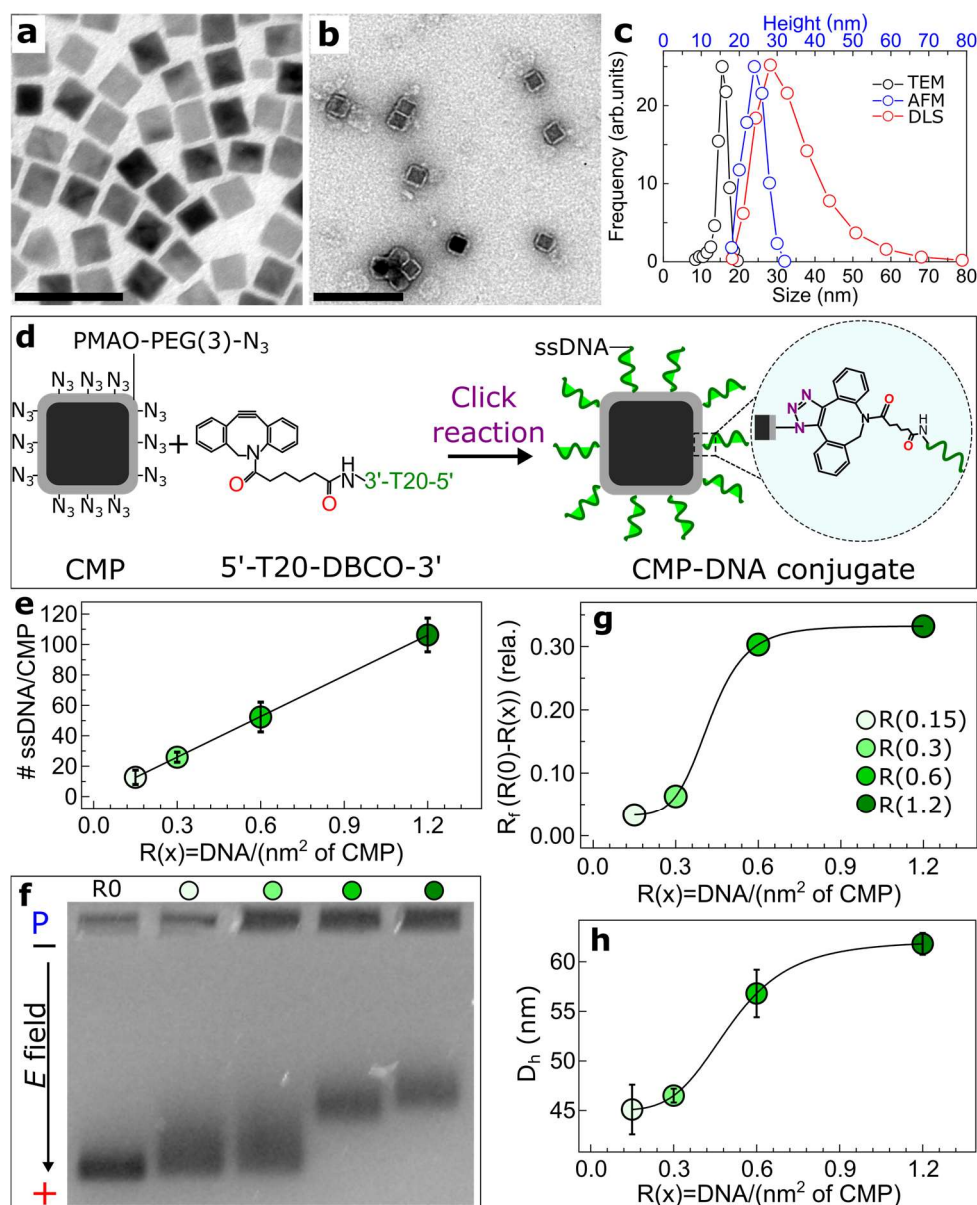 a
b
c
Height (nm)
0 10 20 30 40 50 60 70 80
Frequency (arb.units)
20
10
0
TEM
AFM
DLS
0 10 20 30 40 50 60 70 80
Size (nm)
d
PMAO-PEG(3)-N3
N3 N3 N3
N3 N3
N3 N3
N3 N3
N3 N3 N3
+
O
N
O
H
N
3'-T20-5'
Click
reaction
ssDNA
N N
N
N
O
O
H
N
CMP
5'-T20-DBCO-3'
CMP-DNA conjugate
e
# ssDNA/CMP
120
100
80
60
40
20
0
0.0 0.3 0.6 0.9 1.2
R(x)=DNA/(nm² of CMP)
g
Rf (R(0)-R(x)) (rela.)
0.30
0.20
0.10
0.00
R(0.15)
R(0.3)
R(0.6)
R(1.2)
0.0 0.3 0.6 0.9 1.2
R(x)=DNA/(nm² of CMP)
f
R0
P
−
E field
+
h
Dh (nm)
60
55
50
45
40
0.0 0.3 0.6 0.9 1.2
R(x)=DNA/(nm² of CMP)